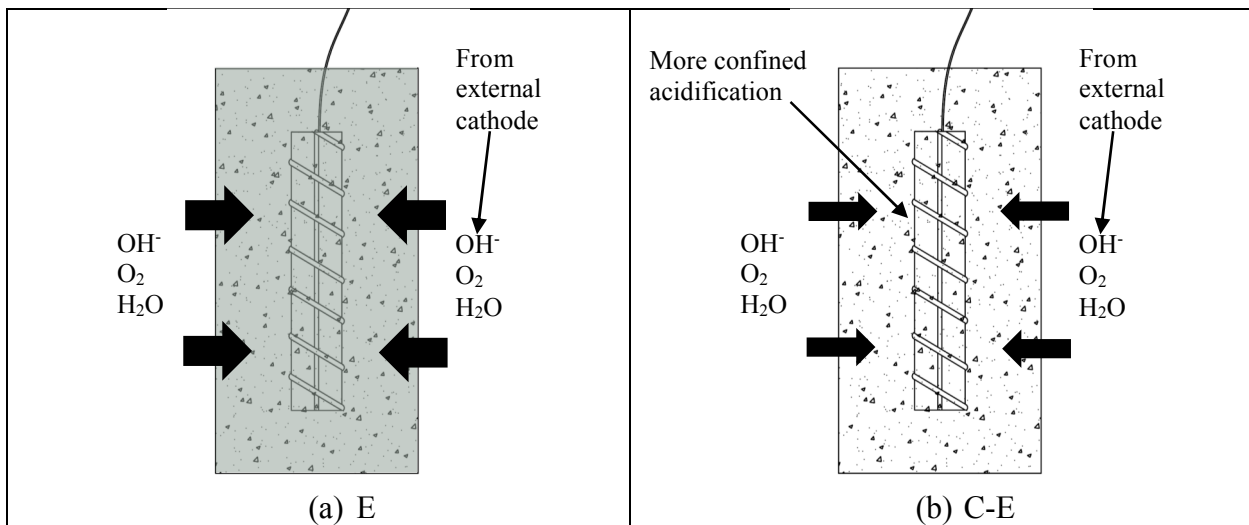 From
external
cathode
OH-
O2
H2O
OH-
O2
H2O
(a) E
More confined
acidification
From
external
cathode
OH-
O2
H2O
OH-
O2
H2O
(b) C-E